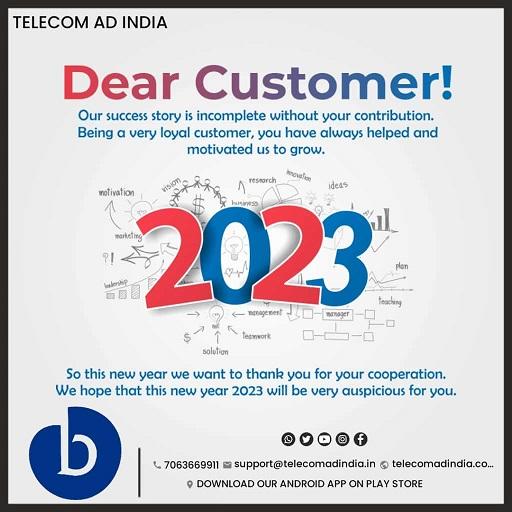 TELECOM AD INDIA
Dear Customer!
Our success story is incomplete without your contribution.
Being a very loyal customer, you have always helped and
motivated us to grow.
motivation
vision
research
innovation
ideas
$
business
marketing
2023
?!
leadership
plan
teaching
management
manager
$
teamwork
solution
So this new year we want to thank you for your cooperation.
We hope that this new year 2023 will be very auspicious for you.
b
7063669911 support@telecomadindia.in telecomadindia.co...
DOWNLOAD OUR ANDROID APP ON PLAY STORE